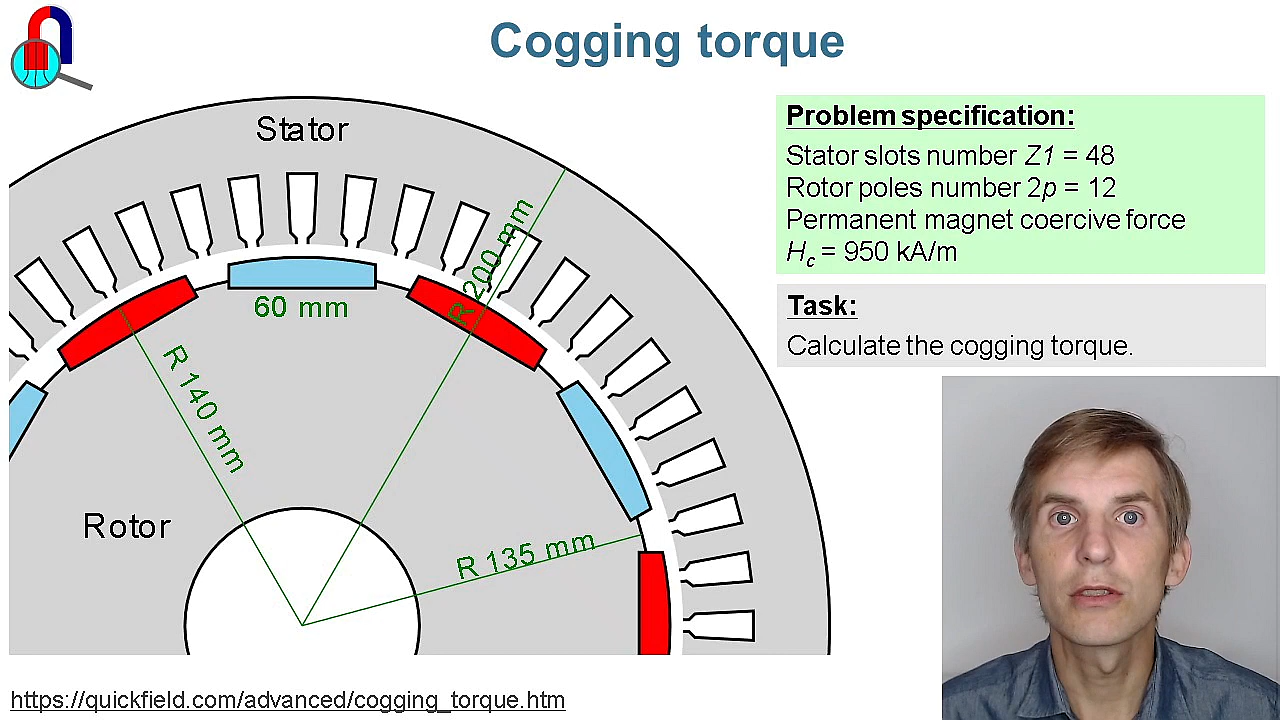 Cogging torque
Stator
R 200 mm
60 mm
R 140 mm
R 135 mm
Rotor
Problem specification:
Stator slots number Z1 = 48
Rotor poles number 2p = 12
Permanent magnet coercive force
Hc = 950 kA/m
Task:
Calculate the cogging torque.
https://quickfield.com/advanced/cogging_torque.htm